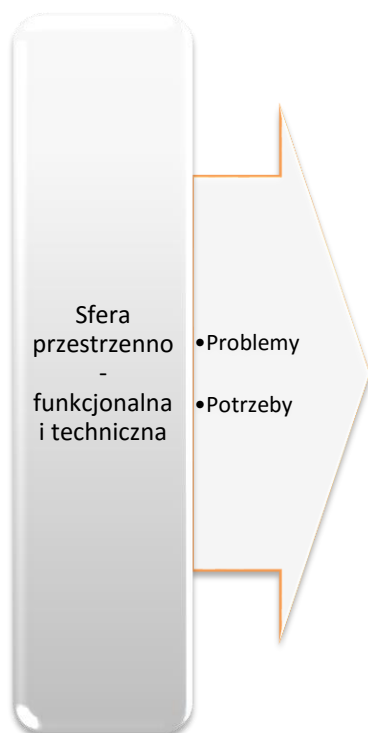 Sfera
przestrzenno
-
funkcjonalna
i techniczna
•Problemy
•Potrzeby